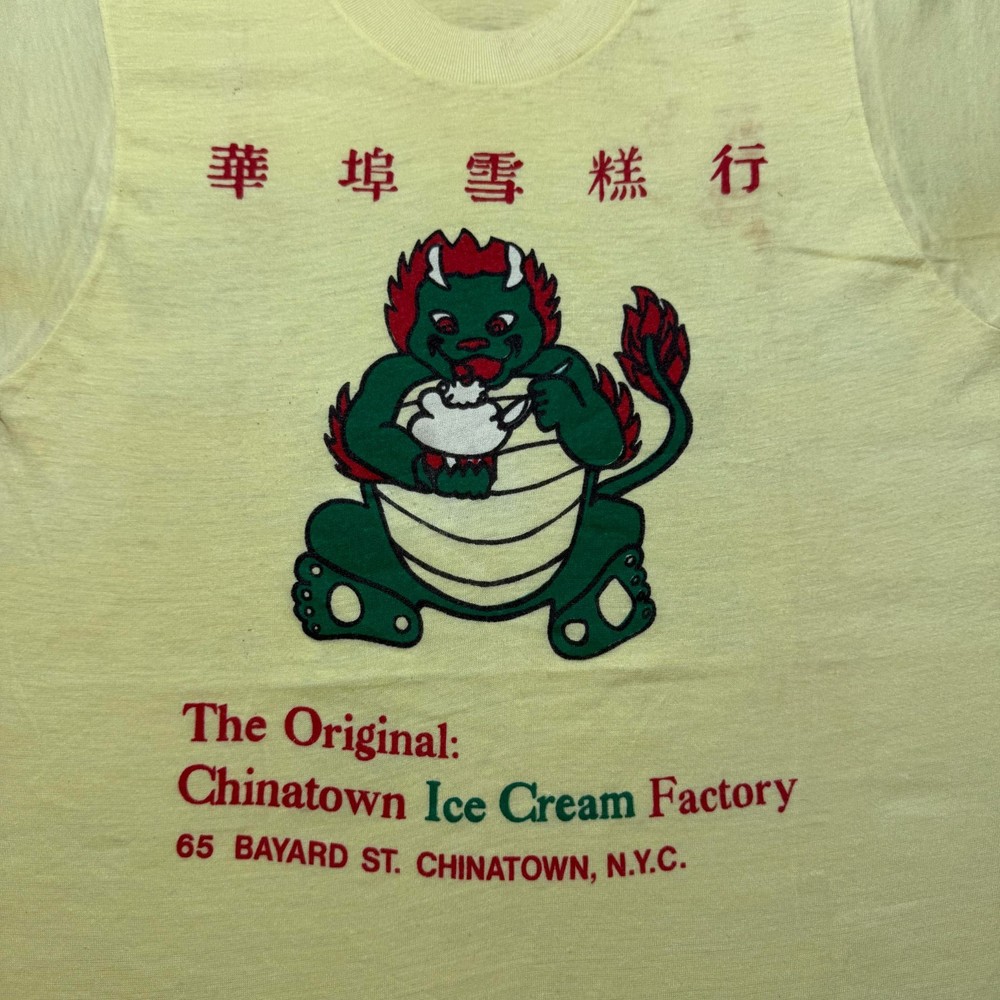 華埠雪糕行
The Original:
Chinatown Ice Cream Factory
65 BAYARD ST. CHINATOWN, N.Y.C.